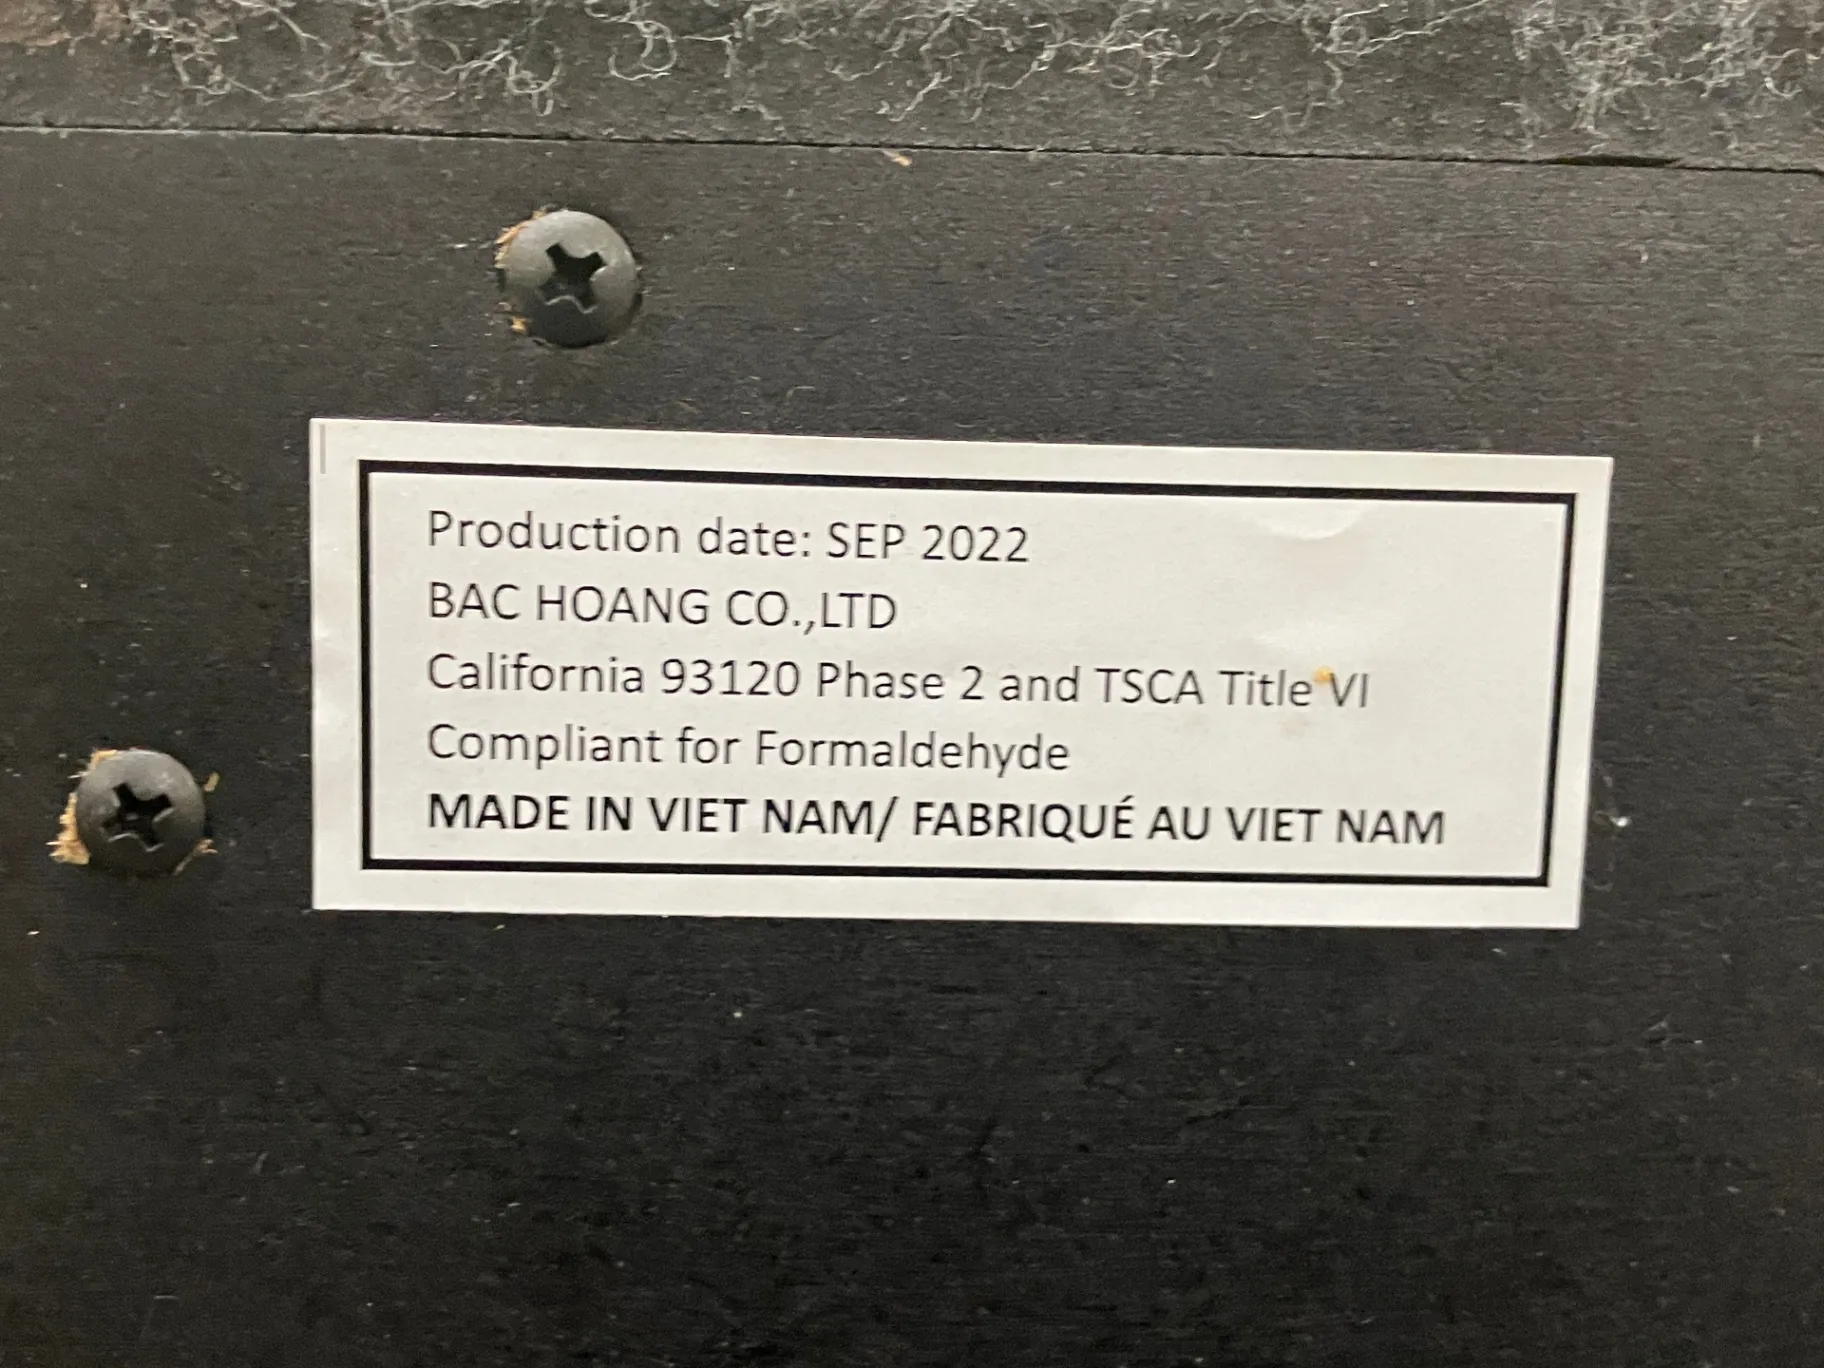 Production date: SEP 2022
BAC HOANG CO.,LTD
California 93120 Phase 2 and TSCA Title VI
Compliant for Formaldehyde
MADE IN VIET NAM/ FABRIQUÉ AU VIET NAM